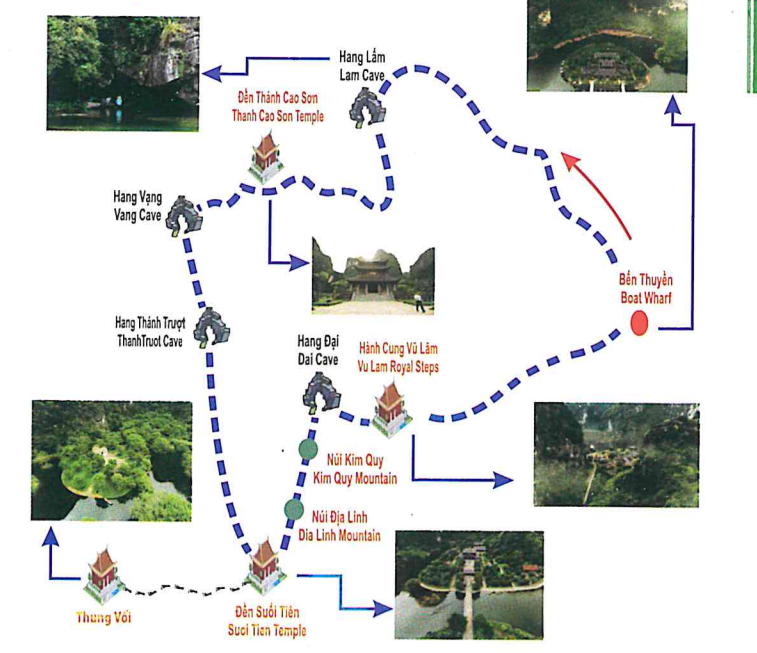 Hang Lấm
Lam Cave
Đền Thánh Cao Sơn
Thanh Cao Son Temple
Hang Vạng
Vang Cave
Bến Thuyền
Boat Wharf
Hang Thánh Trượt
ThanhTruot Cave
Hang Đại
Dai Cave
Hành Cung Vũ Lâm
Vu Lam Royal Steps
Núi Kim Quy
Kim Quy Mountain
Núi Địa Linh
Dia Linh Mountain
Thung Vối
Đền Suối Tiên
Suoi Tien Temple